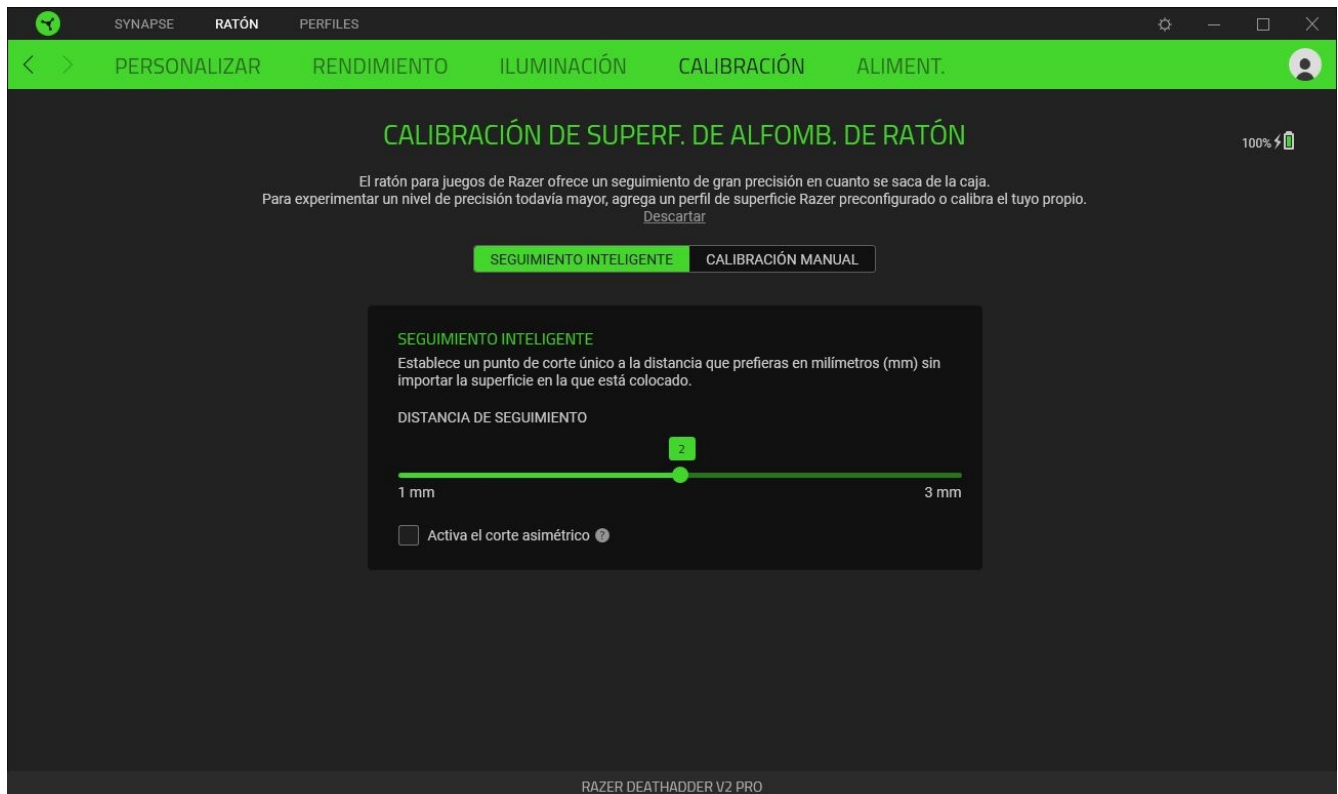 SYNAPSE RATÓN PERFILES
PERSONALIZAR RENDIMIENTO ILUMINACIÓN CALIBRACIÓN ALIMENT.
CALIBRACIÓN DE SUPERF. DE ALFOMB. DE RATÓN
100%
El ratón para juegos de Razer ofrece un seguimiento de gran precisión en cuanto se saca de la caja.
Para experimentar un nivel de precisión todavía mayor, agrega un perfil de superficie Razer preconfigurado o calibra el tuyo propio.
Descartar
SEGUIMIENTO INTELIGENTE CALIBRACIÓN MANUAL
SEGUIMIENTO INTELIGENTE
Establece un punto de corte único a la distancia que prefieras en milímetros (mm) sin
importar la superficie en la que está colocado.
DISTANCIA DE SEGUIMIENTO
2
1 mm 3 mm
Activa el corte asimétrico ?
RAZER DEATHADDER V2 PRO